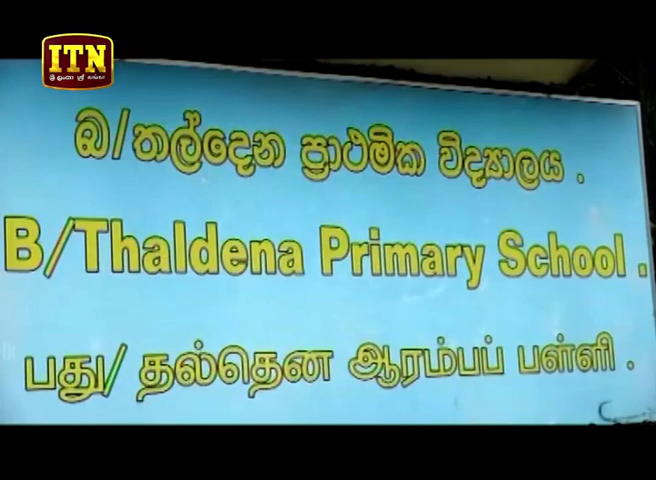 ITN
බ/තල්දෙන ප්‍රාථමික විද්‍යාලය .
B/Thaldena Primary School .
பது/ தல்தென ஆரம்பப் பள்ளி .